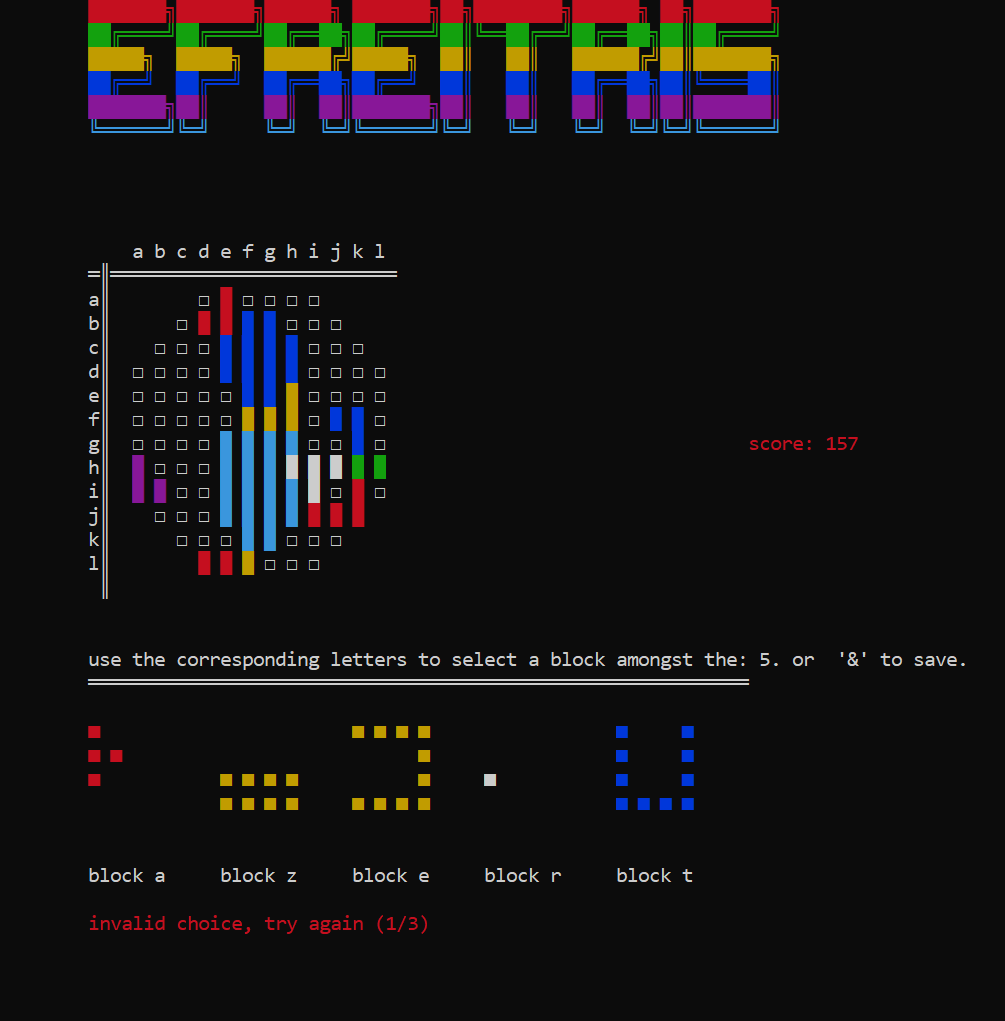 EFREITRIS
a b c d e f g h i j k l
a
b
c
d
e
f
g
h
i
j
k
l
score: 157
use the corresponding letters to select a block amongst the: 5. or  '&' to save.
block a
block z
block e
block r
block t
invalid choice, try again (1/3)